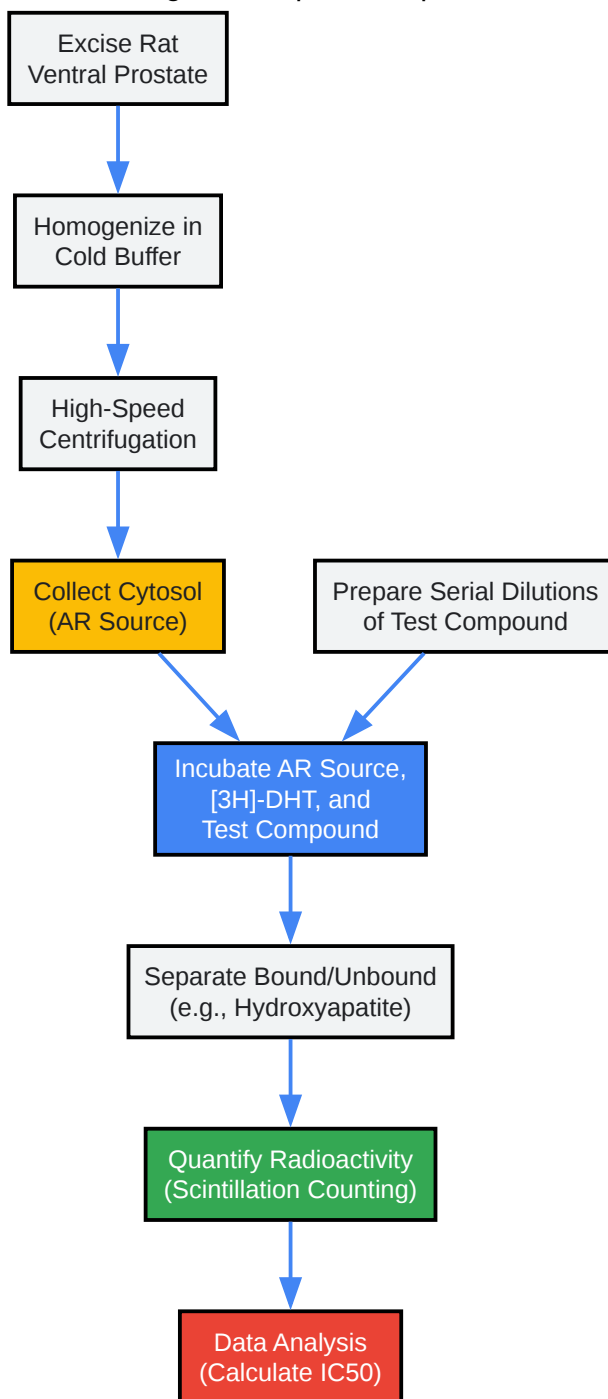 Excise Rat
Ventral Prostate
Homogenize in
Cold Buffer
High-Speed
Centrifugation
Collect Cytosol
(AR Source)
Prepare Serial Dilutions
of Test Compound
Incubate AR Source,
[3H]-DHT, and
Test Compound
Separate Bound/Unbound
(e.g., Hydroxyapatite)
Quantify Radioactivity
(Scintillation Counting)
Data Analysis
(Calculate IC50)